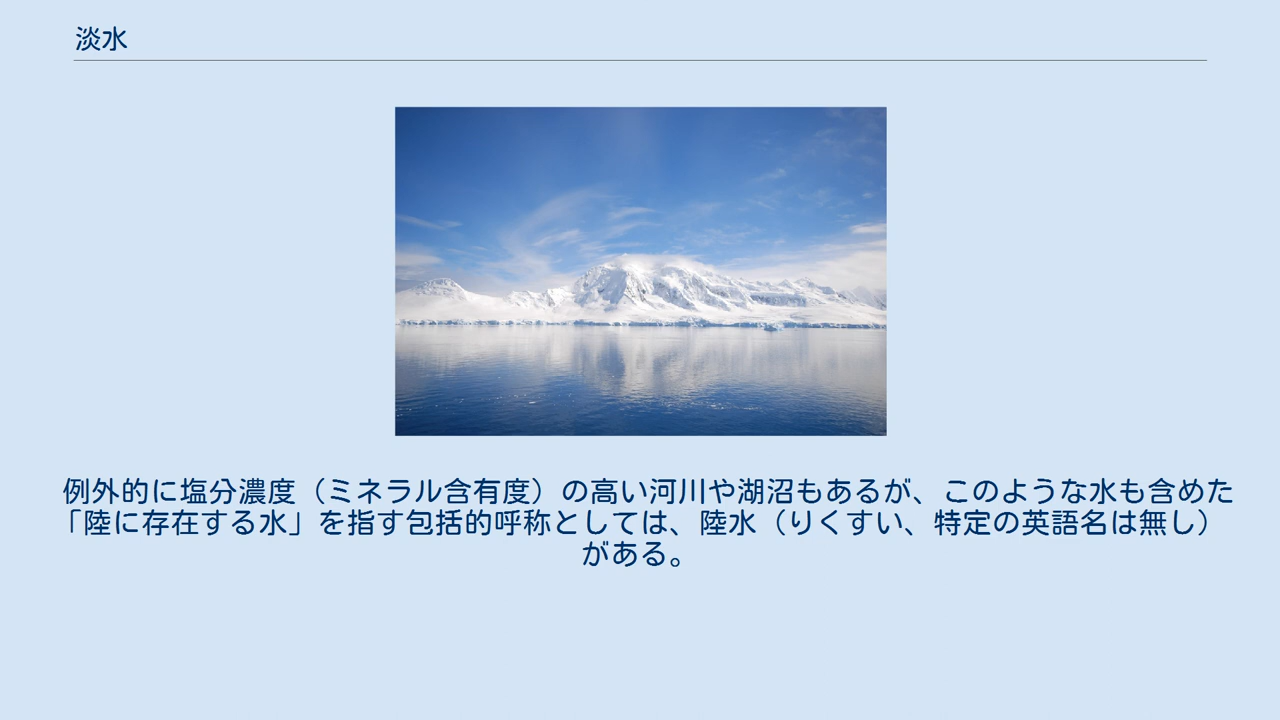 淡水
例外的に塩分濃度（ミネラル含有度）の高い河川や湖沼もあるが、このような水も含めた
「陸に存在する水」を指す包括的呼称としては、陸水（りくすい、特定の英語名は無し）
がある。